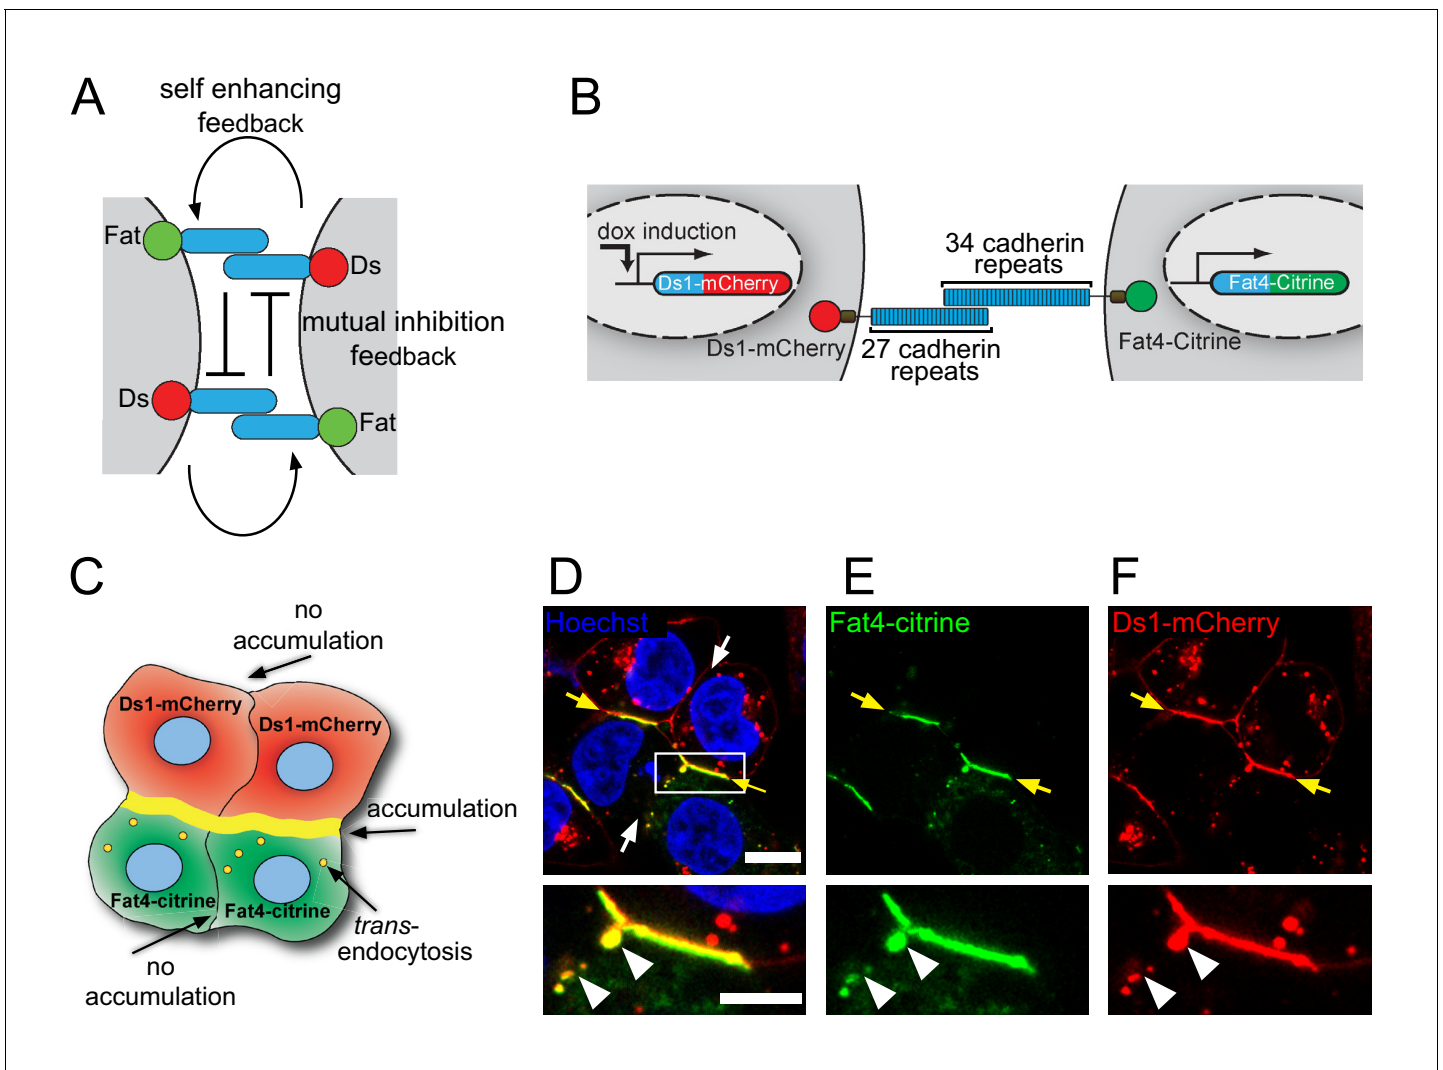 A
self enhancing
feedback
Fat
Ds
mutual inhibition
feedback
Ds
Fat
B
dox induction
Ds1-mCherry
34 cadherin
repeats
Fat4-Citrine
Ds1-mCherry
27 cadherin
repeats
Fat4-Citrine
C
no
accumulation
Ds1-mCherry
Ds1-mCherry
accumulation
Fat4-citrine
Fat4-citrine
trans-
endocytosis
no
accumulation
D
Hoechst
E
Fat4-citrine
F
Ds1-mCherry